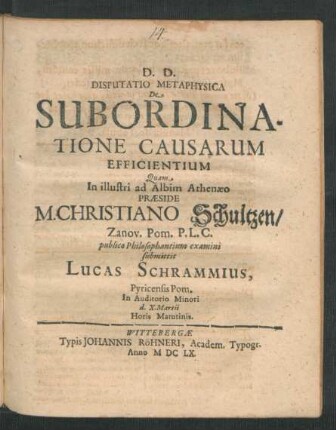 14.
D. D.
DISPUTATIO METAPHYSICA
De
SUBORDINA-
TIONE CAUSARUM
EFFICIENTIUM
Quam
In illustri ad Albim Athenæo
PRÆSIDE
M.CHRISTIANO Schultzen/
Zanov. Pom. P.L.C.
publico Philosophantium examini
submittit
LUCAS SCHRAMMIUS,
Pyricensis Pom.
In Auditorio Minori
d. X.Martii
Horis Matutinis.
WITTEBERGÆ
Typis JOHANNIS RöHNERI, Academ. Typogr.
Anno M DC LX.